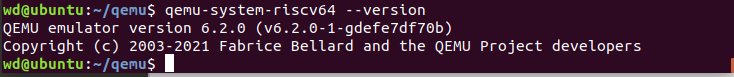 wd@ubuntu:~/qemu$ qemu-system-riscv64 --version
QEMU emulator version 6.2.0 (v6.2.0-1-gdefe7df70b)
Copyright (c) 2003-2021 Fabrice Bellard and the QEMU Project developers
wd@ubuntu:~/qemu$